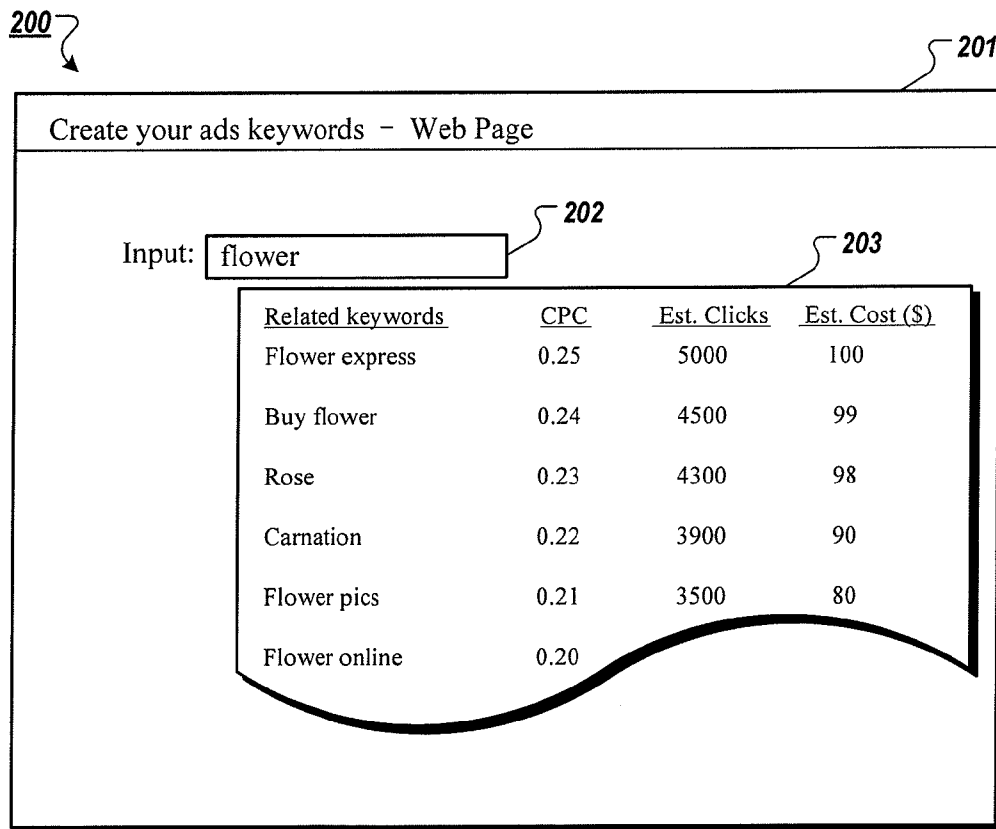 200
201
Create your ads keywords – Web Page
202
Input: flower
203
Related keywords CPC Est. Clicks Est. Cost ($)
Flower express 0.25 5000 100
Buy flower 0.24 4500 99
Rose 0.23 4300 98
Carnation 0.22 3900 90
Flower pics 0.21 3500 80
Flower online 0.20